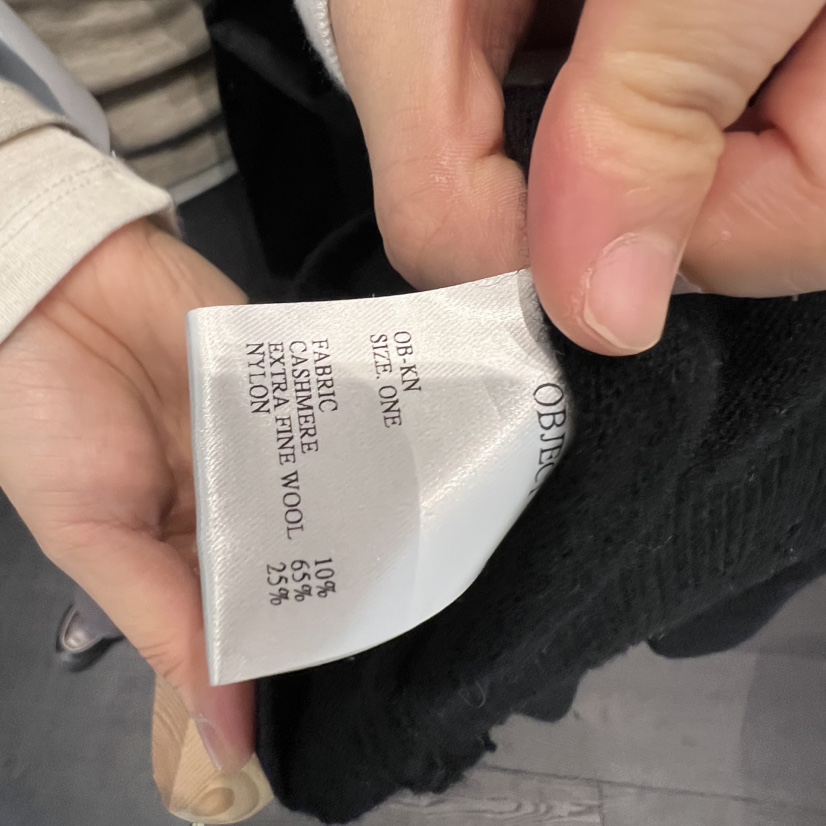 OB-KN
SIZE. ONE
FABRIC
CASHMERE 10%
EXTRA FINE WOOL 65%
NYLON 25%